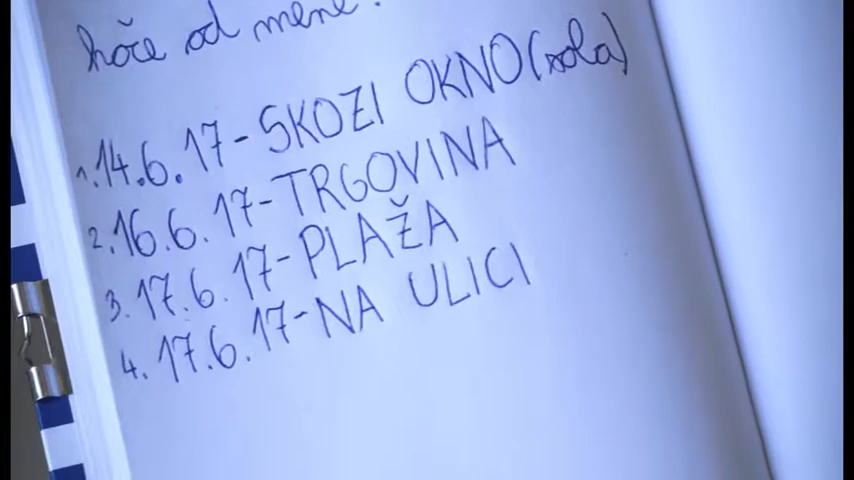 hoče od mene.
1. 14.6.17 - SKOZI OKNO (šola)
2. 16.6.17 - TRGOVINA
3. 17.6.17 - PLAŽA
4. 17.6.17 - NA ULICI